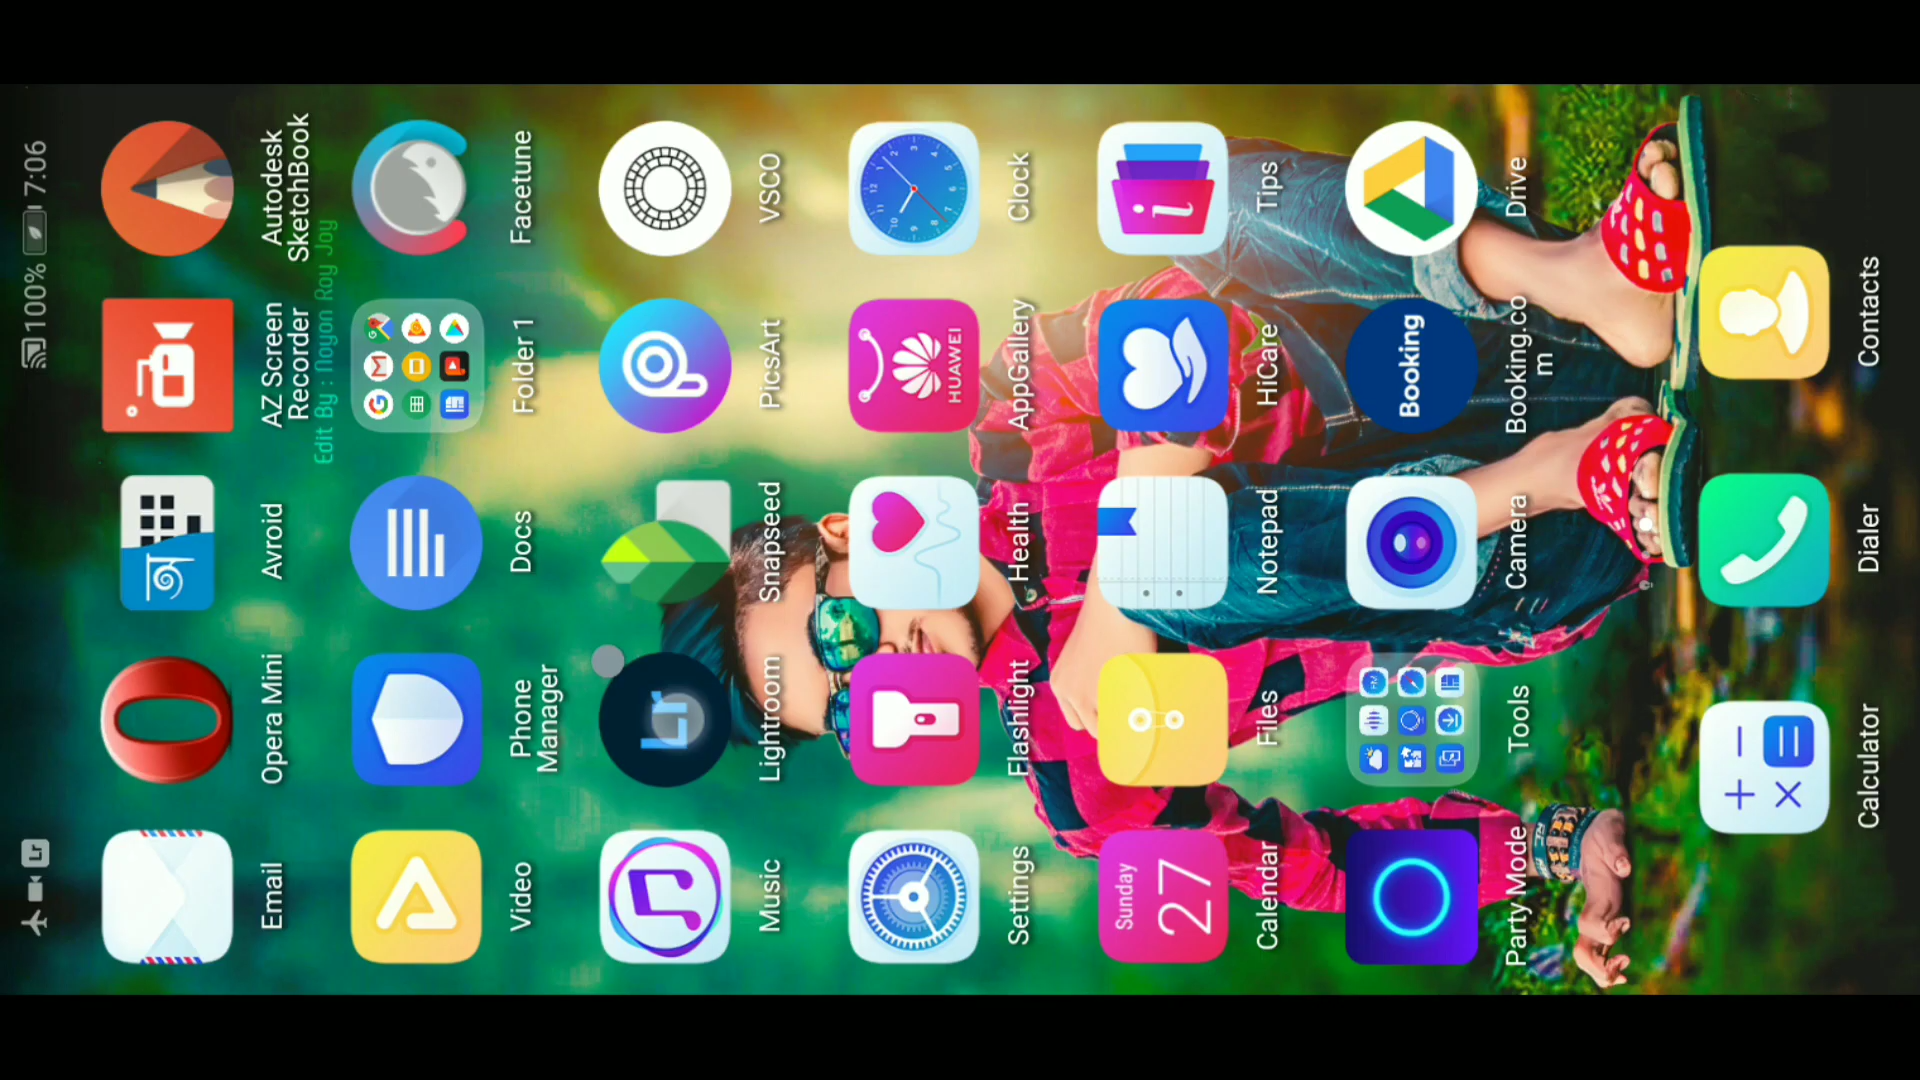 Lr
100% 7:06
অ
Email
Opera Mini
Avroid
AZ Screen
Recorder
Autodesk
SketchBook
Edit By : Noyon Roy Joy
Video
Phone
Manager
Docs
Folder 1
Facetune
Lr
Music
Lightroom
Snapseed
PicsArt
VSCO
HUAWEI
Settings
Flashlight
Health
AppGallery
Clock
Sunday
27
Calendar
Files
Notepad
HiCare
Tips
Booking
Party Mode
Tools
Camera
Booking.co
m
Drive
Calculator
Dialer
Contacts